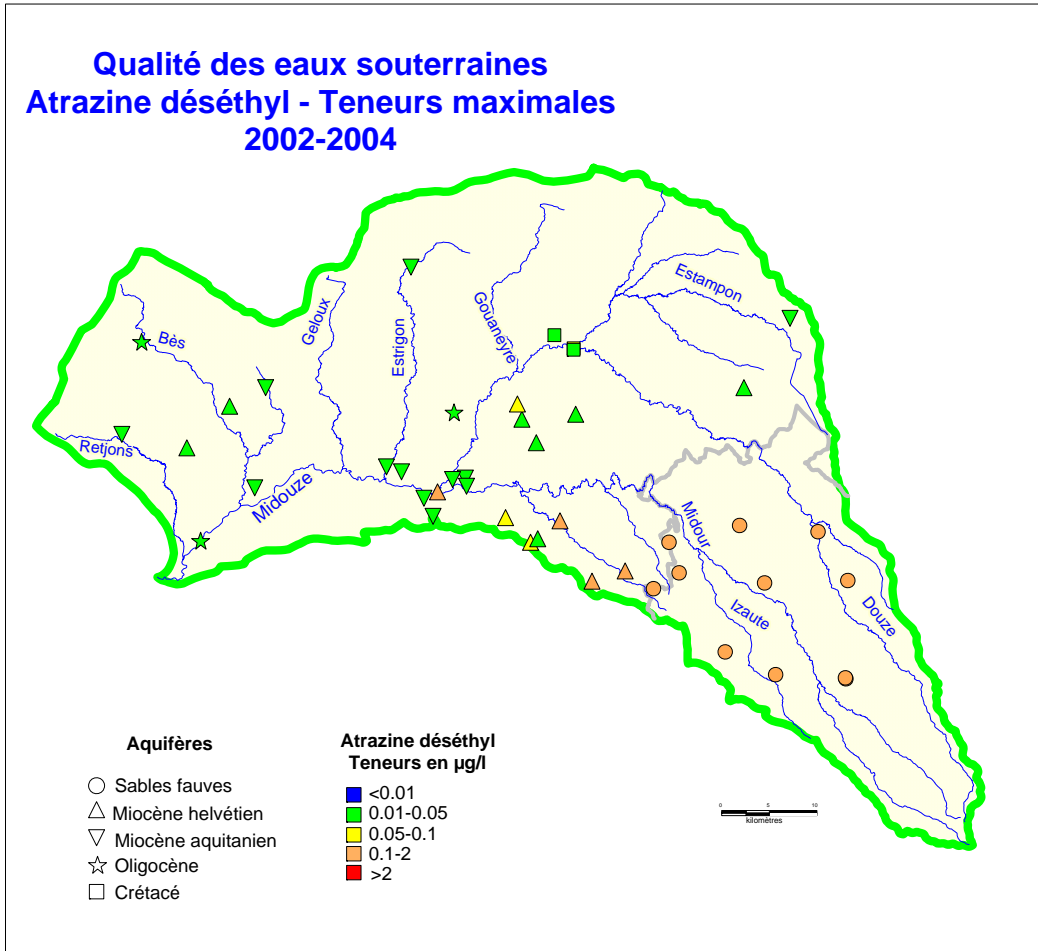 Qualité des eaux souterraines
Atrazine déséthyl - Teneurs maximales
2002-2004
Estampon
Bès
Geloux
Estrigon
Gouaneyre
Retjons
Midouze
Midour
Izaute
Douze
Aquifères
Sables fauves
Miocène helvétien
Miocène aquitanien
Oligocène
Crétacé
Atrazine déséthyl
Teneurs en µg/l
<0.01
0.01-0.05
0.05-0.1
0.1-2
>2
0 5 10
kilomètres